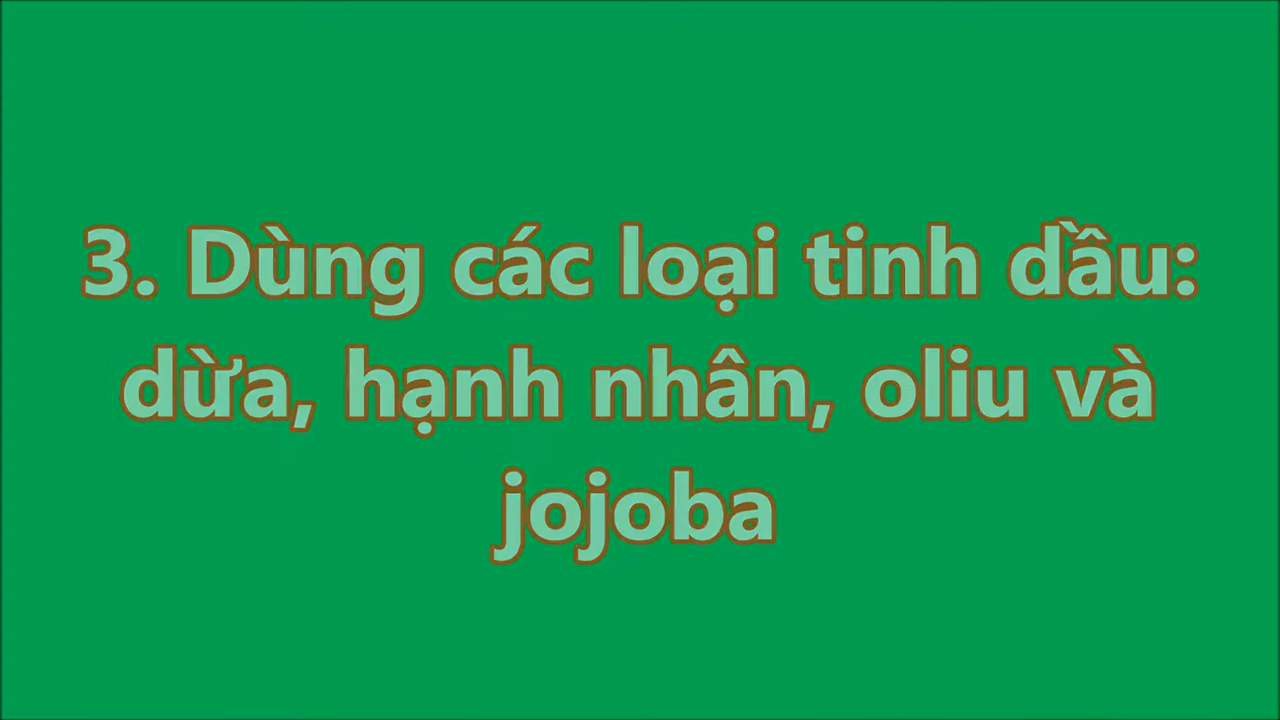 3. Dùng các loại tinh dầu:
dừa, hạnh nhân, oliu và
jojoba